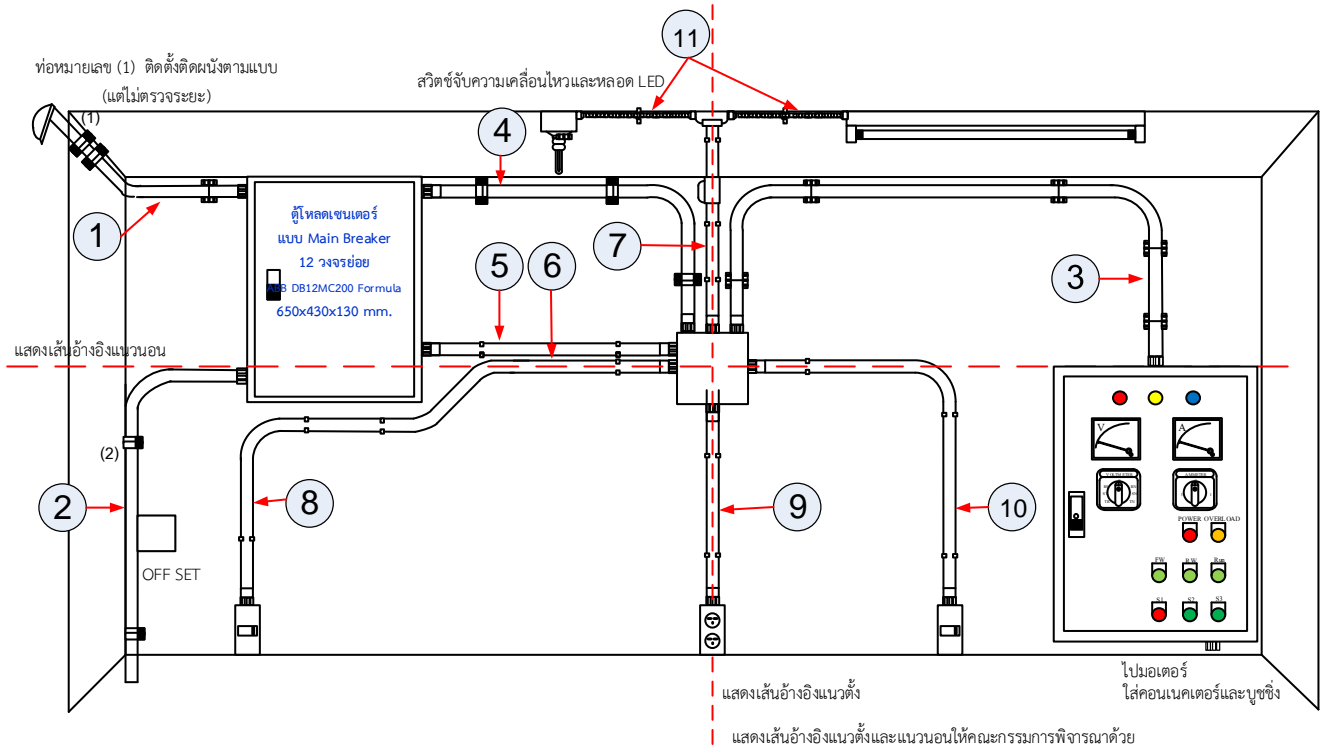 11
ท่อหมายเลข (1) ติดตั้งติดผนังตามแบบ
(แต่ไม่ตรวจระยะ)
สวิตช์จับความเคลื่อนไหวและหลอด LED
(1)
4
1
ตู้โหลดเซนเตอร์
แบบ Main Breaker
12 วงจรย่อย
ABB DB12MC200 Formula
650x430x130 mm.
7
5
6
3
แสดงเส้นอ้างอิงแนวนอน
V
A
VOLTMETER
AMMETER
(2)
2
8
9
10
POWER OVERLOAD
OFF SET
FW
RW
Run
S1
S2
S3
ไปมอเตอร์
ใส่คอนเนคเตอร์และบูชชิ่ง
แสดงเส้นอ้างอิงแนวตั้ง
แสดงเส้นอ้างอิงแนวตั้งและแนวนอนให้คณะกรรมการพิจารณาด้วย